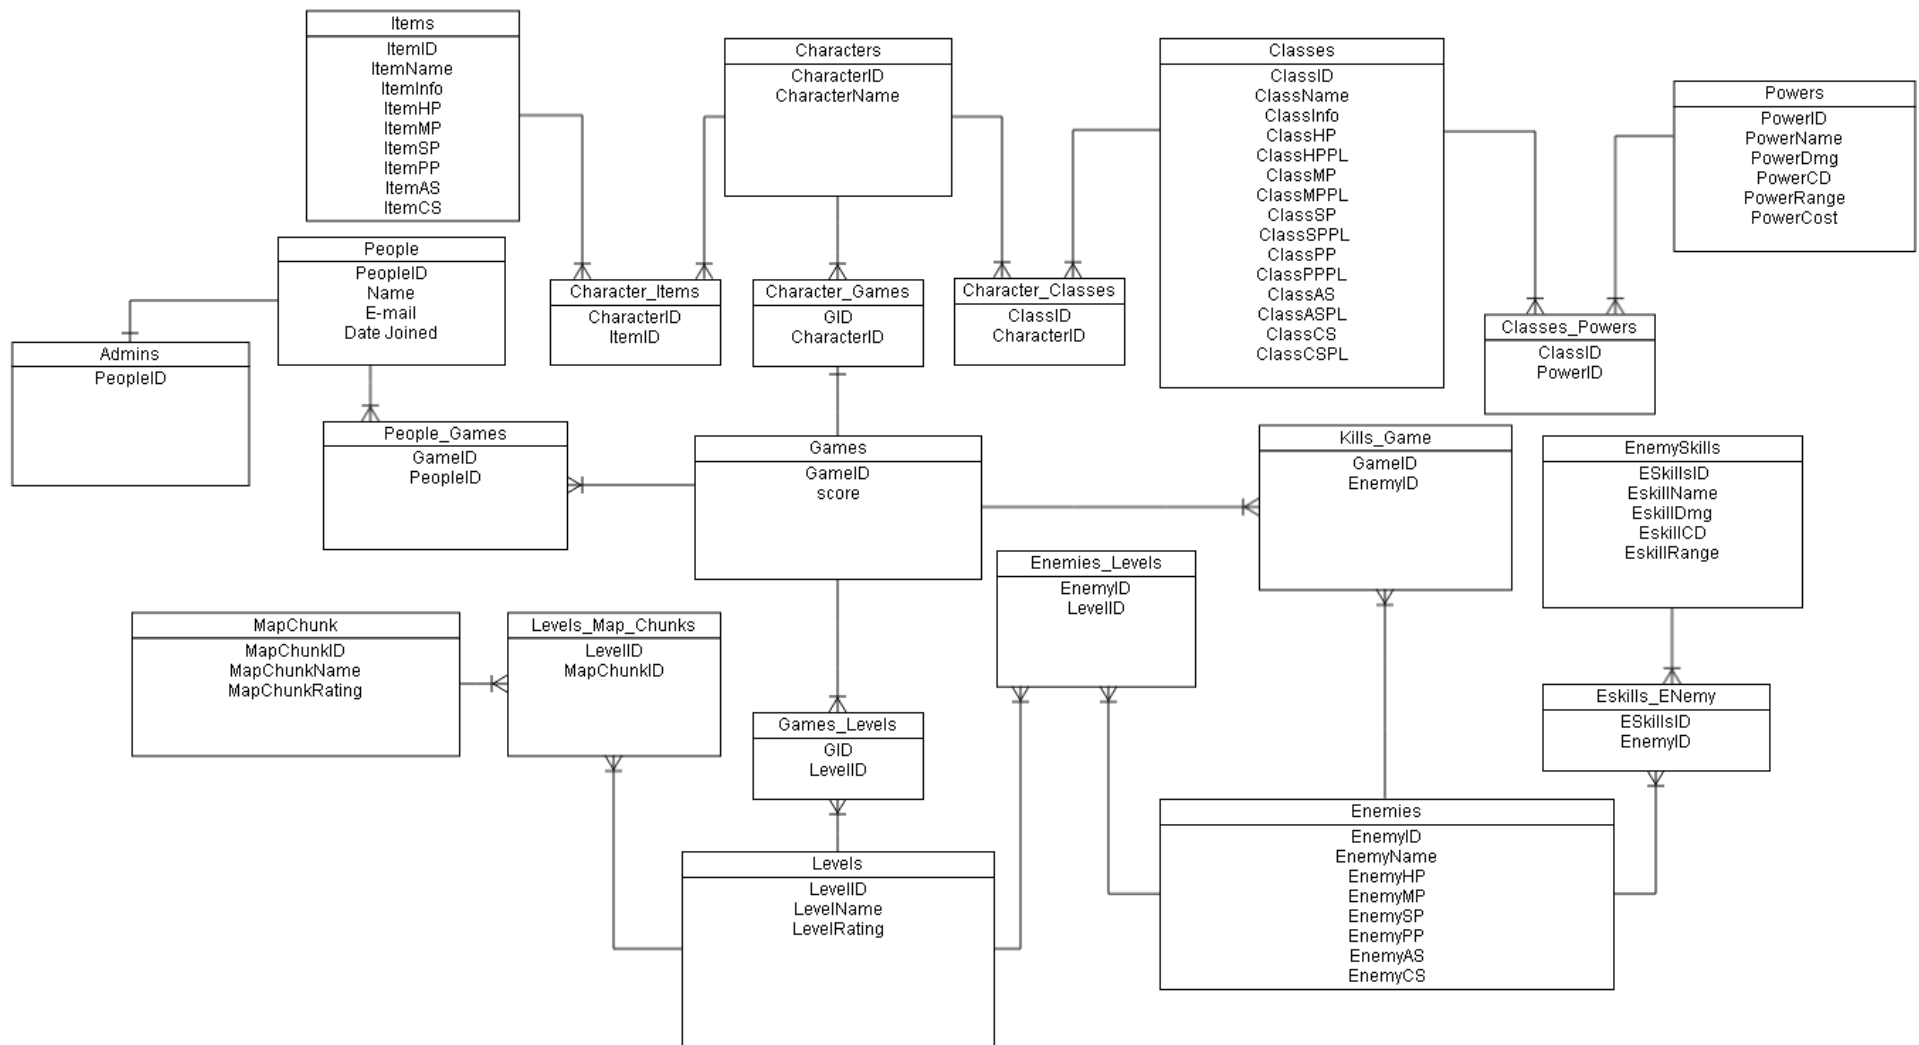 Items
ItemID
ItemName
ItemInfo
ItemHP
ItemMP
ItemSP
ItemPP
ItemAS
ItemCS
Characters
CharacterID
CharacterName
Classes
ClassID
ClassName
ClassInfo
ClassHP
ClassHPPL
ClassMP
ClassMPPL
ClassSP
ClassSPPL
ClassPP
ClassPPPL
ClassAS
ClassASPL
ClassCS
ClassCSPL
Powers
PowerID
PowerName
PowerDmg
PowerCD
PowerRange
PowerCost
People
PeopleID
Name
E-mail
Date Joined
Character_Items
CharacterID
ItemID
Character_Games
GID
CharacterID
Character_Classes
ClassID
CharacterID
Classes_Powers
ClassID
PowerID
Admins
PeopleID
People_Games
GameID
PeopleID
Games
GameID
score
Kills_Game
GameID
EnemyID
EnemySkills
ESkillsID
EskillName
EskillDmg
EskillCD
EskillRange
Enemies_Levels
EnemyID
LevelID
MapChunk
MapChunkID
MapChunkName
MapChunkRating
Levels_Map_Chunks
LevelID
MapChunkID
Games_Levels
GID
LevelID
Eskills_ENemy
ESkillsID
EnemyID
Levels
LevelID
LevelName
LevelRating
Enemies
EnemyID
EnemyName
EnemyHP
EnemyMP
EnemySP
EnemyPP
EnemyAS
EnemyCS